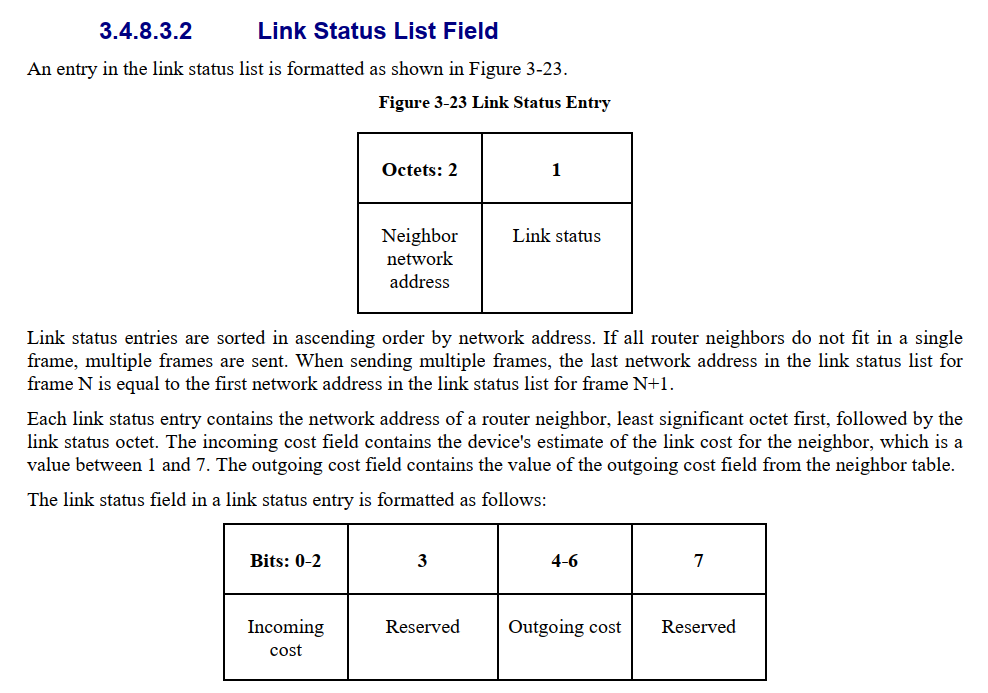 3.4.8.3.2 Link Status List Field
An entry in the link status list is formatted as shown in Figure 3-23.
Figure 3-23 Link Status Entry
Octets: 2 1
Neighbor network address Link status
Link status entries are sorted in ascending order by network address. If all router neighbors do not fit in a single
frame, multiple frames are sent. When sending multiple frames, the last network address in the link status list for
frame N is equal to the first network address in the link status list for frame N+1.
Each link status entry contains the network address of a router neighbor, least significant octet first, followed by the
link status octet. The incoming cost field contains the device's estimate of the link cost for the neighbor, which is a
value between 1 and 7. The outgoing cost field contains the value of the outgoing cost field from the neighbor table.
The link status field in a link status entry is formatted as follows:
Bits: 0-2 3 4-6 7
Incoming cost Reserved Outgoing cost Reserved